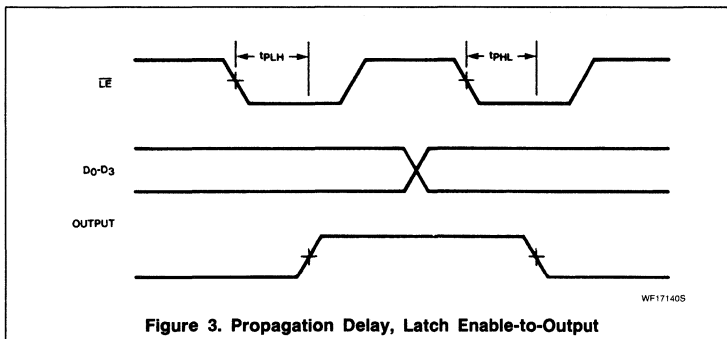 tPLH
tPHL
LE
D0-D3
OUTPUT
WF17140S
Figure 3. Propagation Delay, Latch Enable-to-Output